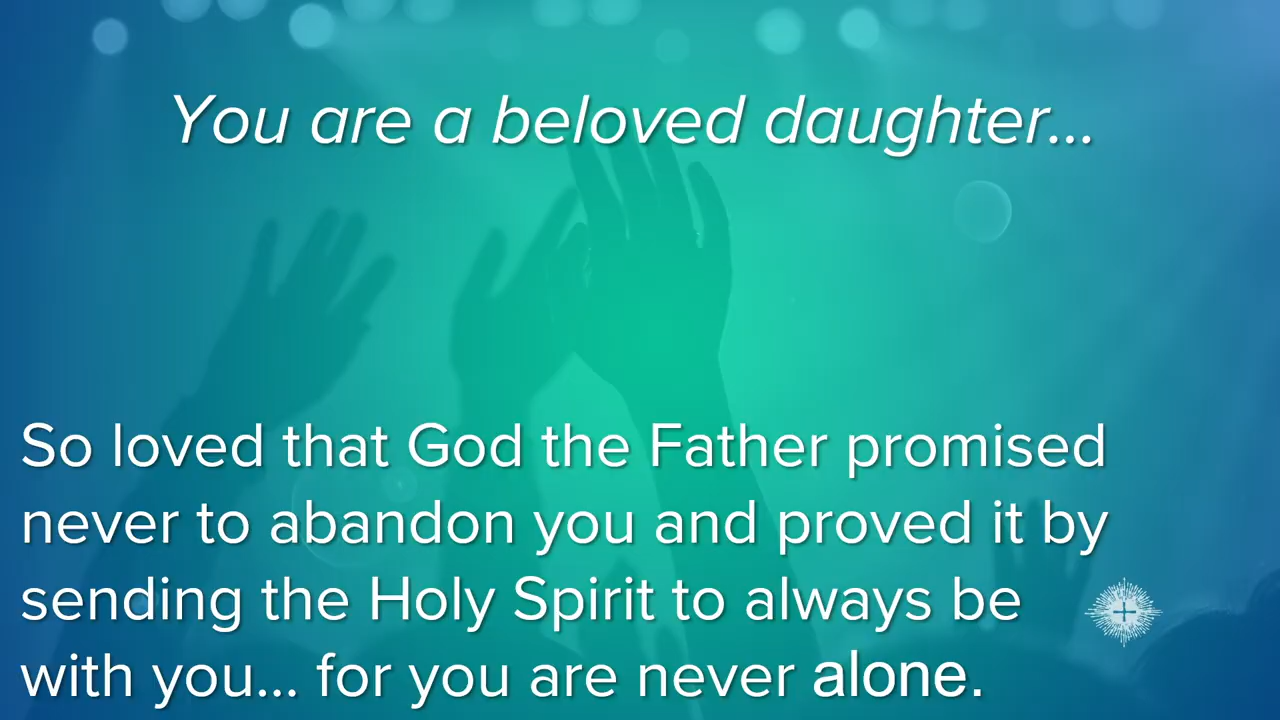 You are a beloved daughter...
So loved that God the Father promised
never to abandon you and proved it by
sending the Holy Spirit to always be
with you... for you are never alone.